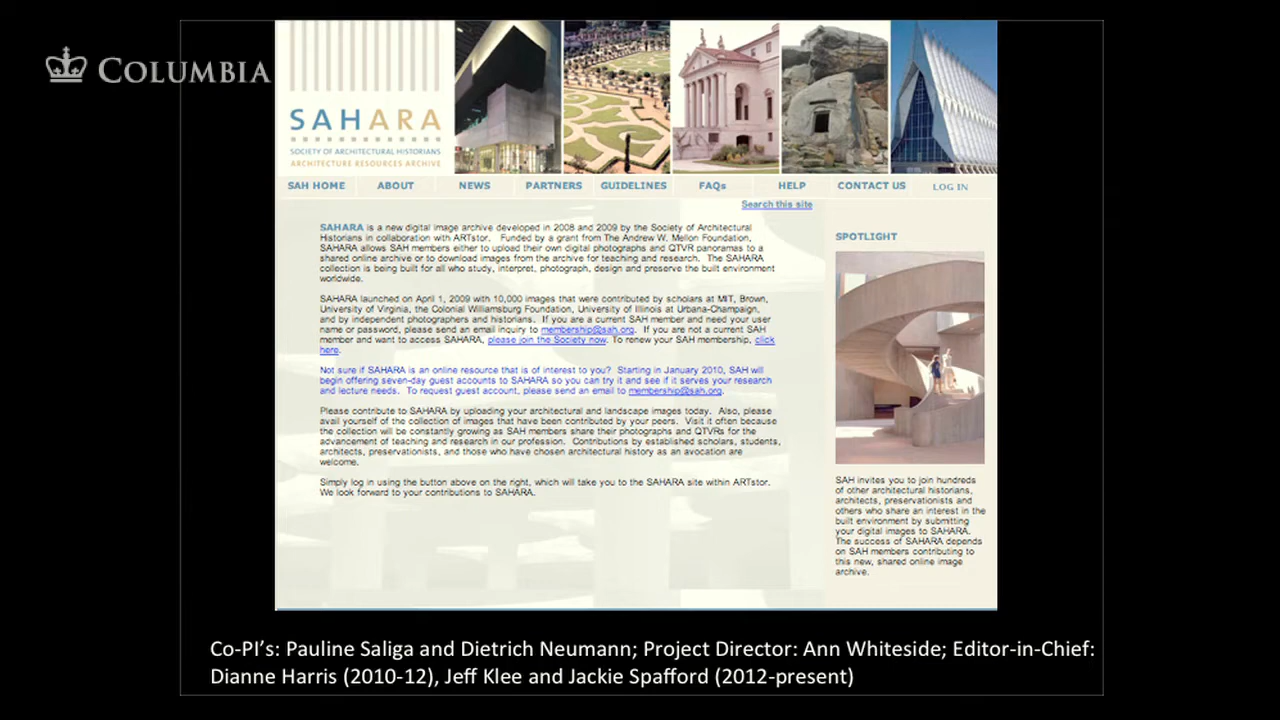 COLUMBIA
SAHARA
SOCIETY OF ARCHITECTURAL HISTORIANS
ARCHITECTURE RESOURCES ARCHIVE
SAH HOME ABOUT NEWS PARTNERS GUIDELINES FAQs HELP CONTACT US LOG IN
Search this site
SAHARA is a new digital image archive developed in 2008 and 2009 by the Society of Architectural
Historians in collaboration with ARTstor. Funded by a grant from The Andrew W. Mellon Foundation,
SAHARA allows SAH members either to upload their own digital photographs and QTVR panoramas to a
shared online archive or to download images from the archive for teaching and research. The SAHARA
collection is being built for all who study, interpret, photograph, design and preserve the built environment
worldwide.
SAHARA launched on April 1, 2009 with 10,000 images that were contributed by scholars at MIT, Brown,
University of Virginia, the Colonial Williamsburg Foundation, University of Illinois at Urbana-Champaign,
and by independent photographers and historians. If you are a current SAH member and need your user
name or password, please send an email inquiry to membership@sah.org. If you are not a current SAH
member and want to access SAHARA, please join the Society now. To renew your SAH membership, click
here.
Not sure if SAHARA is an online resource that is of interest to you? Starting in January 2010, SAH will
begin offering seven-day guest accounts to SAHARA so you can try it and see if it serves your research
and lecture needs. To request guest account, please send an email to membership@sah.org.
Please contribute to SAHARA by uploading your architectural and landscape images today. Also, please
avail yourself of the collection of images that have been contributed by your peers. Visit it often because
the collection will be constantly growing as SAH members share their photographs and QTVRs for the
advancement of teaching and research in our profession. Contributions by established scholars, students,
architects, preservationists, and those who have chosen architectural history as an avocation are
welcome.
Simply log in using the button above on the right, which will take you to the SAHARA site within ARTstor.
We look forward to your contributions to SAHARA.
SPOTLIGHT
SAH invites you to join hundreds
of other architectural historians,
architects, preservationists and
others who share an interest in the
built environment by submitting
your digital images to SAHARA.
The success of SAHARA depends
on SAH members contributing to
this new, shared online image
archive.
Co-PI's: Pauline Saliga and Dietrich Neumann; Project Director: Ann Whiteside; Editor-in-Chief:
Dianne Harris (2010-12), Jeff Klee and Jackie Spafford (2012-present)